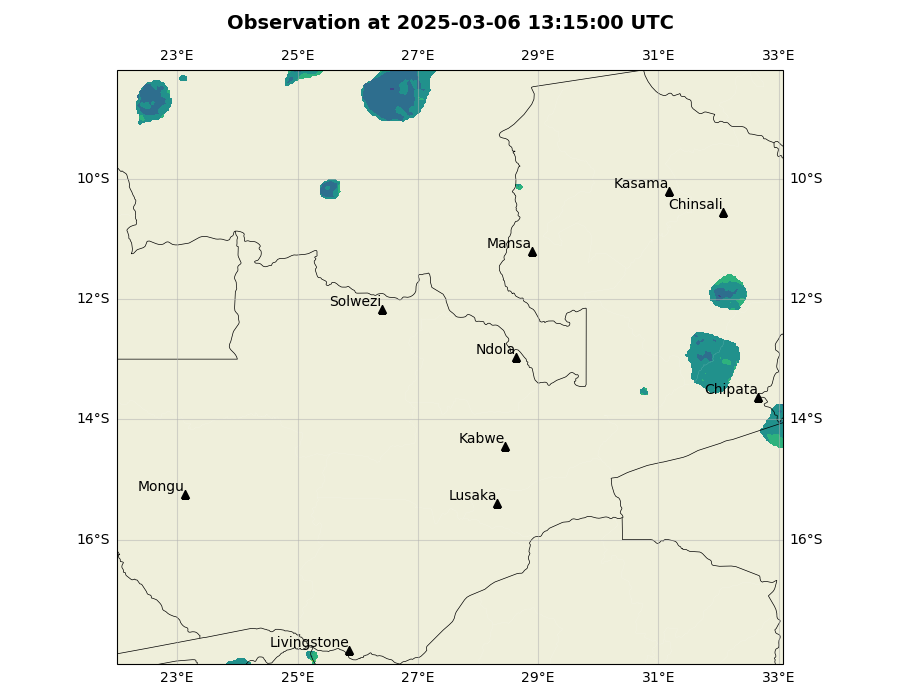 Observation at 2025-03-06 13:15:00 UTC
23°E 25°E 27°E 29°E 31°E 33°E
10°S 10°S
Kasama
Chinsali
Mansa
12°S 12°S
Solwezi
Ndola
Chipata
14°S 14°S
Kabwe
Mongu
Lusaka
16°S 16°S
Livingstone
23°E 25°E 27°E 29°E 31°E 33°E